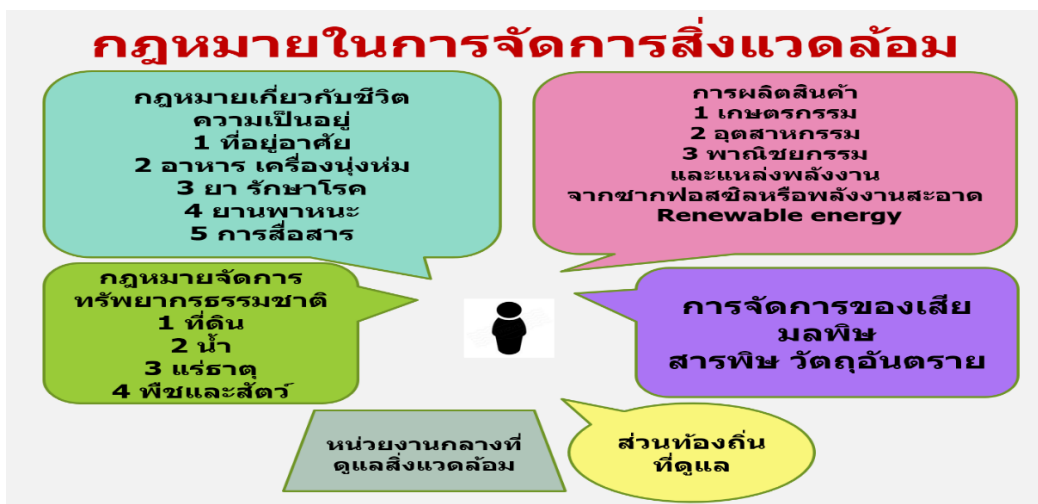 กฎหมายในการจัดการสิ่งแวดล้อม
กฎหมายเกี่ยวกับชีวิต
ความเป็นอยู่
1 ที่อยู่อาศัย
2 อาหาร เครื่องนุ่งห่ม
3 ยา รักษาโรค
4 ยานพาหนะ
5 การสื่อสาร
การผลิตสินค้า
1 เกษตรกรรม
2 อุตสาหกรรม
3 พาณิชยกรรม
และแหล่งพลังงาน
จากซากฟอสซิลหรือพลังงานสะอาด
Renewable energy
กฎหมายจัดการ
ทรัพยากรธรรมชาติ
1 ที่ดิน
2 น้ำ
3 แร่ธาตุ
4 พืชและสัตว์
การจัดการของเสีย
มลพิษ
สารพิษ วัตถุอันตราย
หน่วยงานกลางที่
ดูแลสิ่งแวดล้อม
ส่วนท้องถิ่น
ที่ดูแล